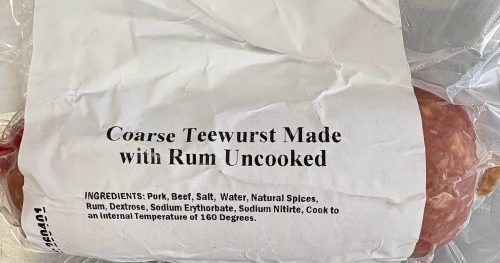 Coarse Teewurst Made
with Rum Uncooked
INGREDIENTS: Pork, Beef, Salt, Water, Natural Spices,
Rum, Dextrose, Sodium Erythorbate, Sodium Nitirte, Cook to
an internal Temperature of 160 Degrees.